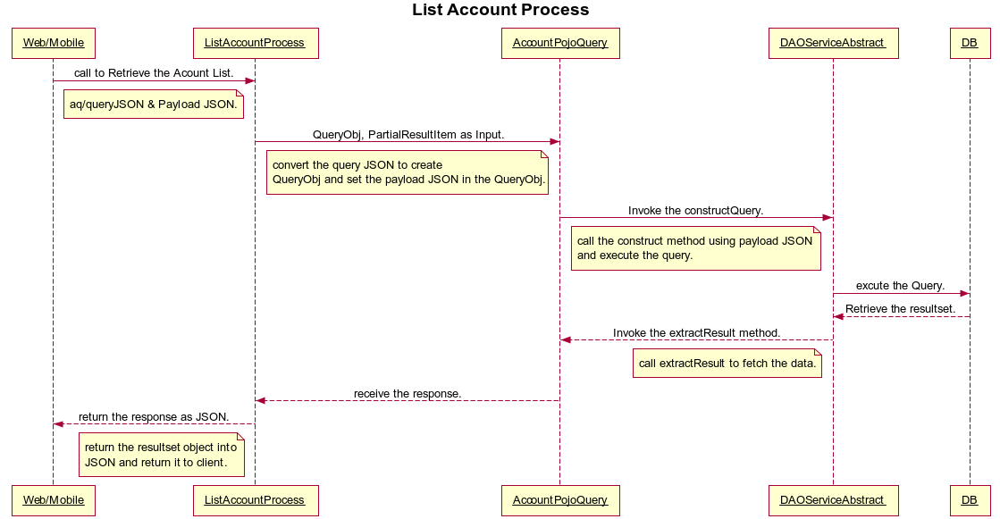 List Account Process
Web/Mobile
ListAccountProcess
AccountPojoQuery
DAOServiceAbstract
DB
call to Retrieve the Acount List.
aq/queryJSON & Payload JSON.
QueryObj, PartialResultItem as Input.
convert the query JSON to create
QueryObj and set the payload JSON in the QueryObj.
Invoke the constructQuery.
call the construct method using payload JSON
and execute the query.
excute the Query.
Retrieve the resultset.
Invoke the extractResult method.
call extractResult to fetch the data.
receive the response.
return the response as JSON.
return the resultset object into
JSON and return it to client.
Web/Mobile
ListAccountProcess
AccountPojoQuery
DAOServiceAbstract
DB